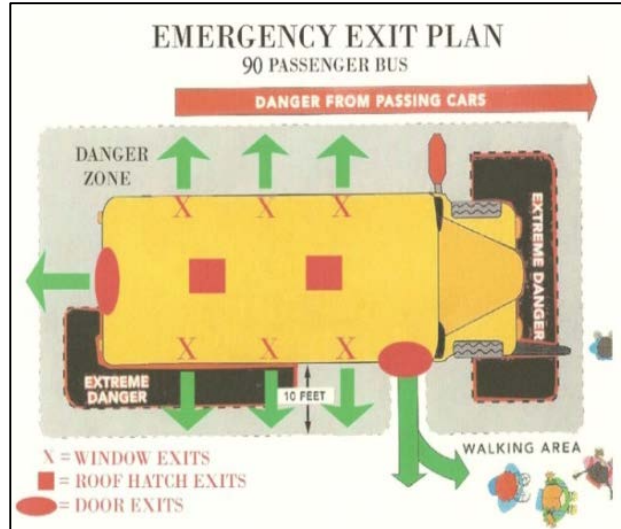 EMERGENCY EXIT PLAN
90 PASSENGER BUS
DANGER FROM PASSING CARS
DANGER
ZONE
X X X
EXTREME DANGER
X X X
EXTREME
DANGER
10 FEET
WALKING AREA
X = WINDOW EXITS
= ROOF HATCH EXITS
= DOOR EXITS